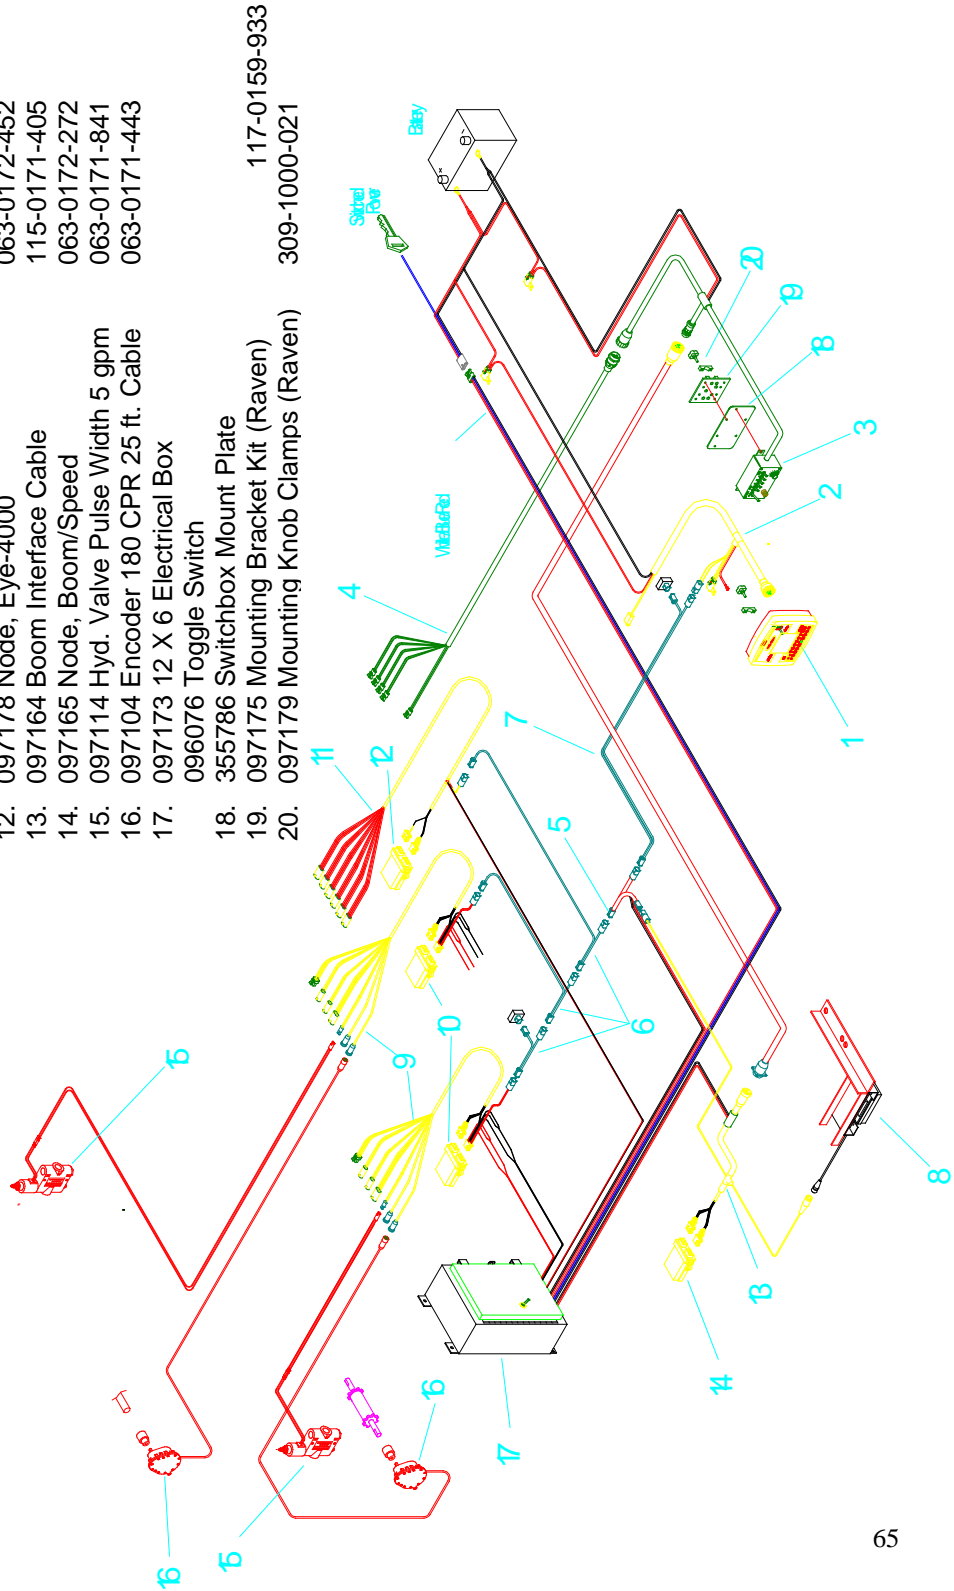 12. 097178 Node, Eye-4000 063-0172-452
13. 097164 Boom Interface Cable 115-0171-405
14. 097165 Node, Boom/Speed 063-0172-272
15. 097114 Hyd. Valve Pulse Width 5 gpm 063-0171-841
16. 097104 Encoder 180 CPR 25 ft. Cable 063-0171-443
17. 097173 12 X 6 Electrical Box
096076 Toggle Switch
18. 355786 Switchbox Mount Plate
19. 097175 Mounting Bracket Kit (Raven) 117-0159-933
20. 097179 Mounting Knob Clamps (Raven) 309-1000-021
Battery
Switched
Power
White/Blue/Red
4
11
12
7
5
6
10
9
15
16
15
16
17
14
13
8
1
2
3
18
19
20
65